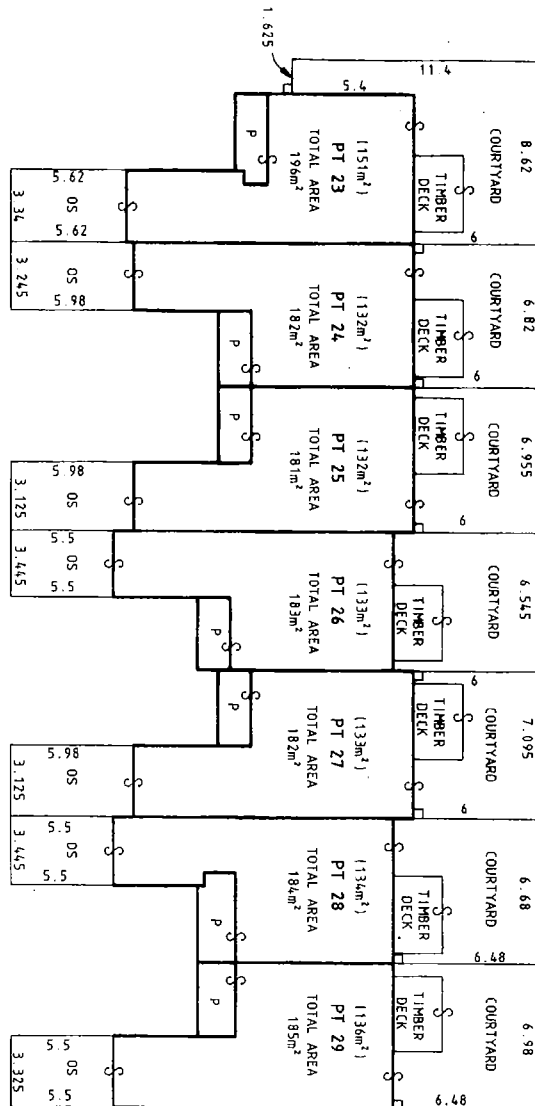 1.625
11.4
5.4
8.62
COURTYARD
S
TIMBER
DECK
S
6
(151m²)
PT 23
TOTAL AREA
196m²
S
P
S
5.62
OS
5.62
3.34
6.82
COURTYARD
S
TIMBER
DECK
S
6
(132m²)
PT 24
TOTAL AREA
182m²
S
P
S
OS
5.98
3.245
6.955
COURTYARD
S
TIMBER
DECK
S
6
(132m²)
PT 25
TOTAL AREA
181m²
S
P
S
5.98
OS
3.125
6.545
COURTYARD
S
TIMBER
DECK
S
6
(133m²)
PT 26
TOTAL AREA
183m²
S
P
S
5.5
OS
5.5
3.445
7.095
COURTYARD
S
TIMBER
DECK
S
6
(133m²)
PT 27
TOTAL AREA
182m²
S
P
S
5.98
OS
3.125
6.68
COURTYARD
S
TIMBER
DECK
S
6.48
(134m²)
PT 28
TOTAL AREA
184m²
S
P
S
5.5
OS
5.5
3.445
6.98
COURTYARD
S
TIMBER
DECK
S
6.48
(136m²)
PT 29
TOTAL AREA
185m²
S
P
S
5.5
OS
5.5
3.325